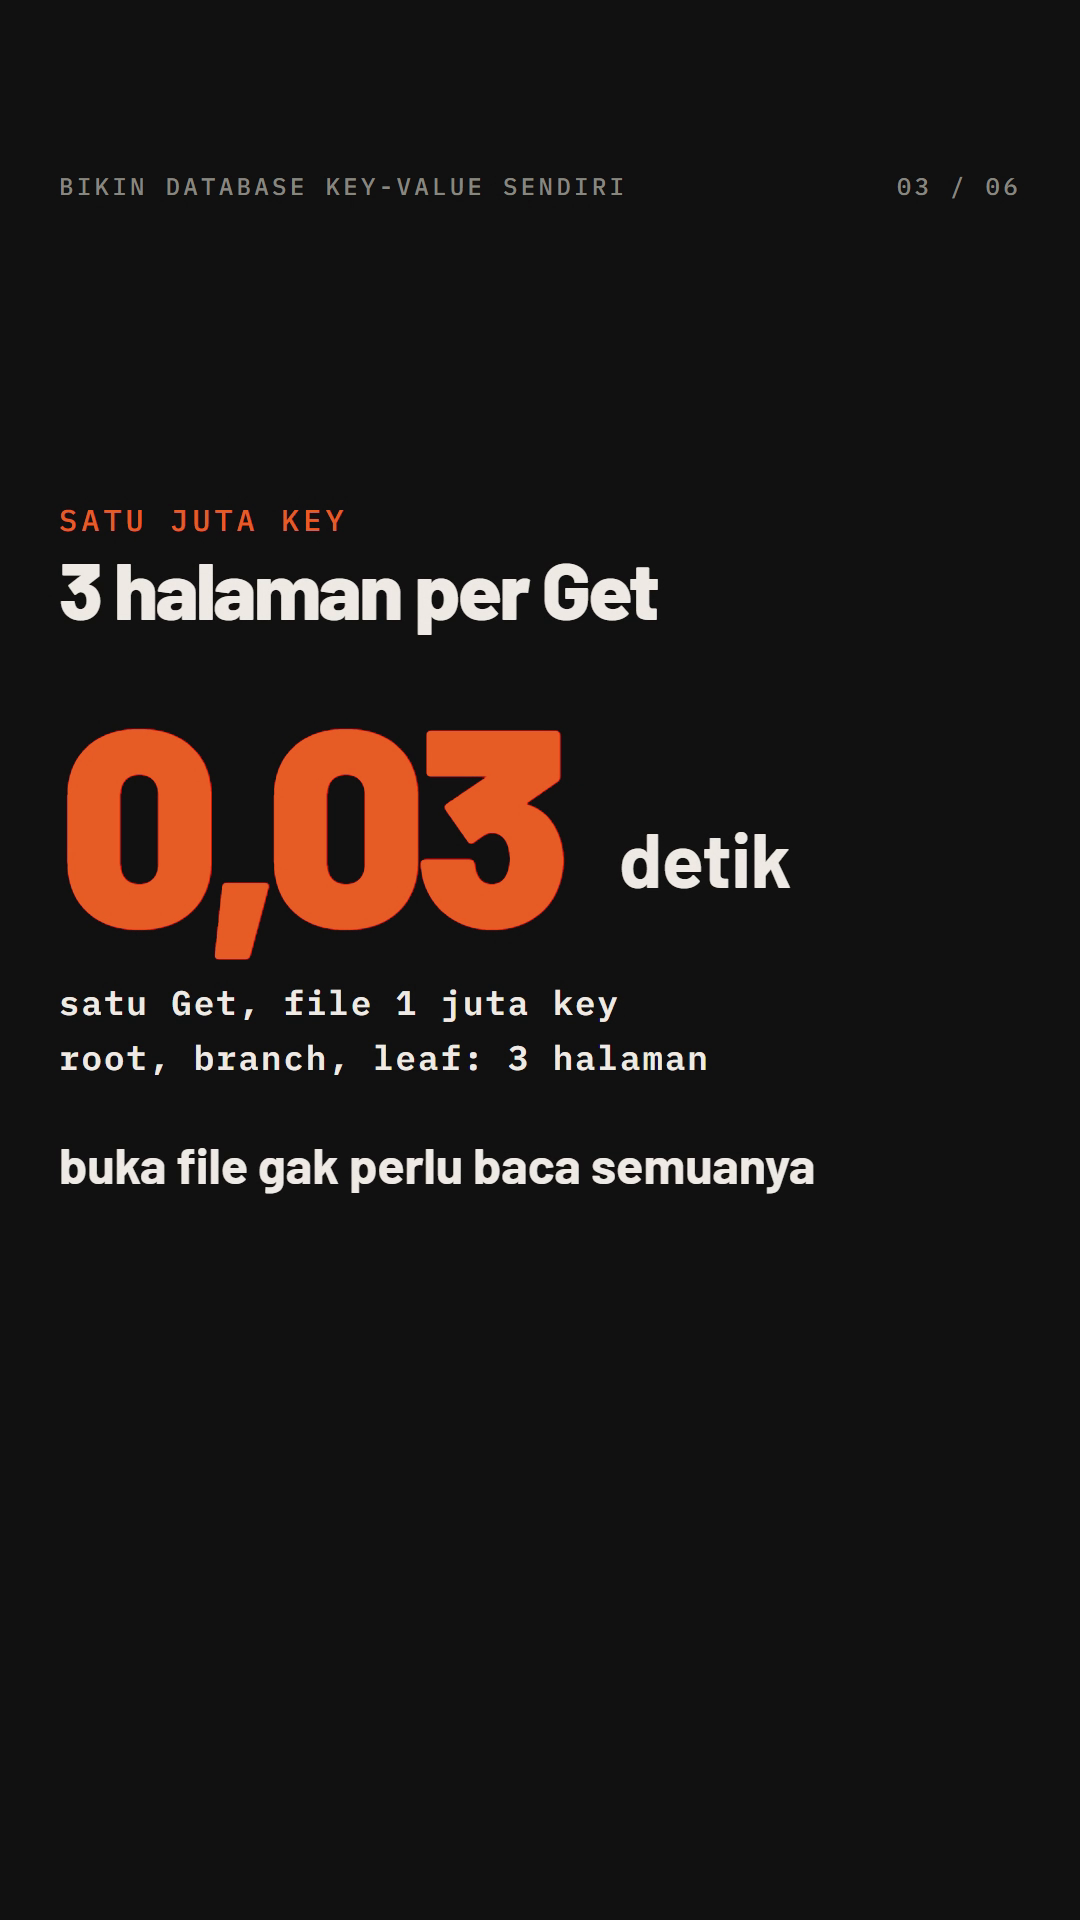 BIKIN DATABASE KEY-VALUE SENDIRI
03 / 06
SATU JUTA KEY
3 halaman per Get
0,03 detik
satu Get, file 1 juta key
root, branch, leaf: 3 halaman
buka file gak perlu baca semuanya